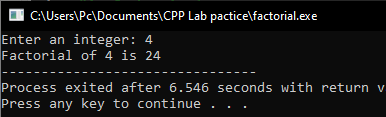 C:\Users\Pc\Documents\CPP Lab pactice\factorial.exe
Enter an integer: 4
Factorial of 4 is 24
--------------------------------
Process exited after 6.546 seconds with return v
Press any key to continue . . .